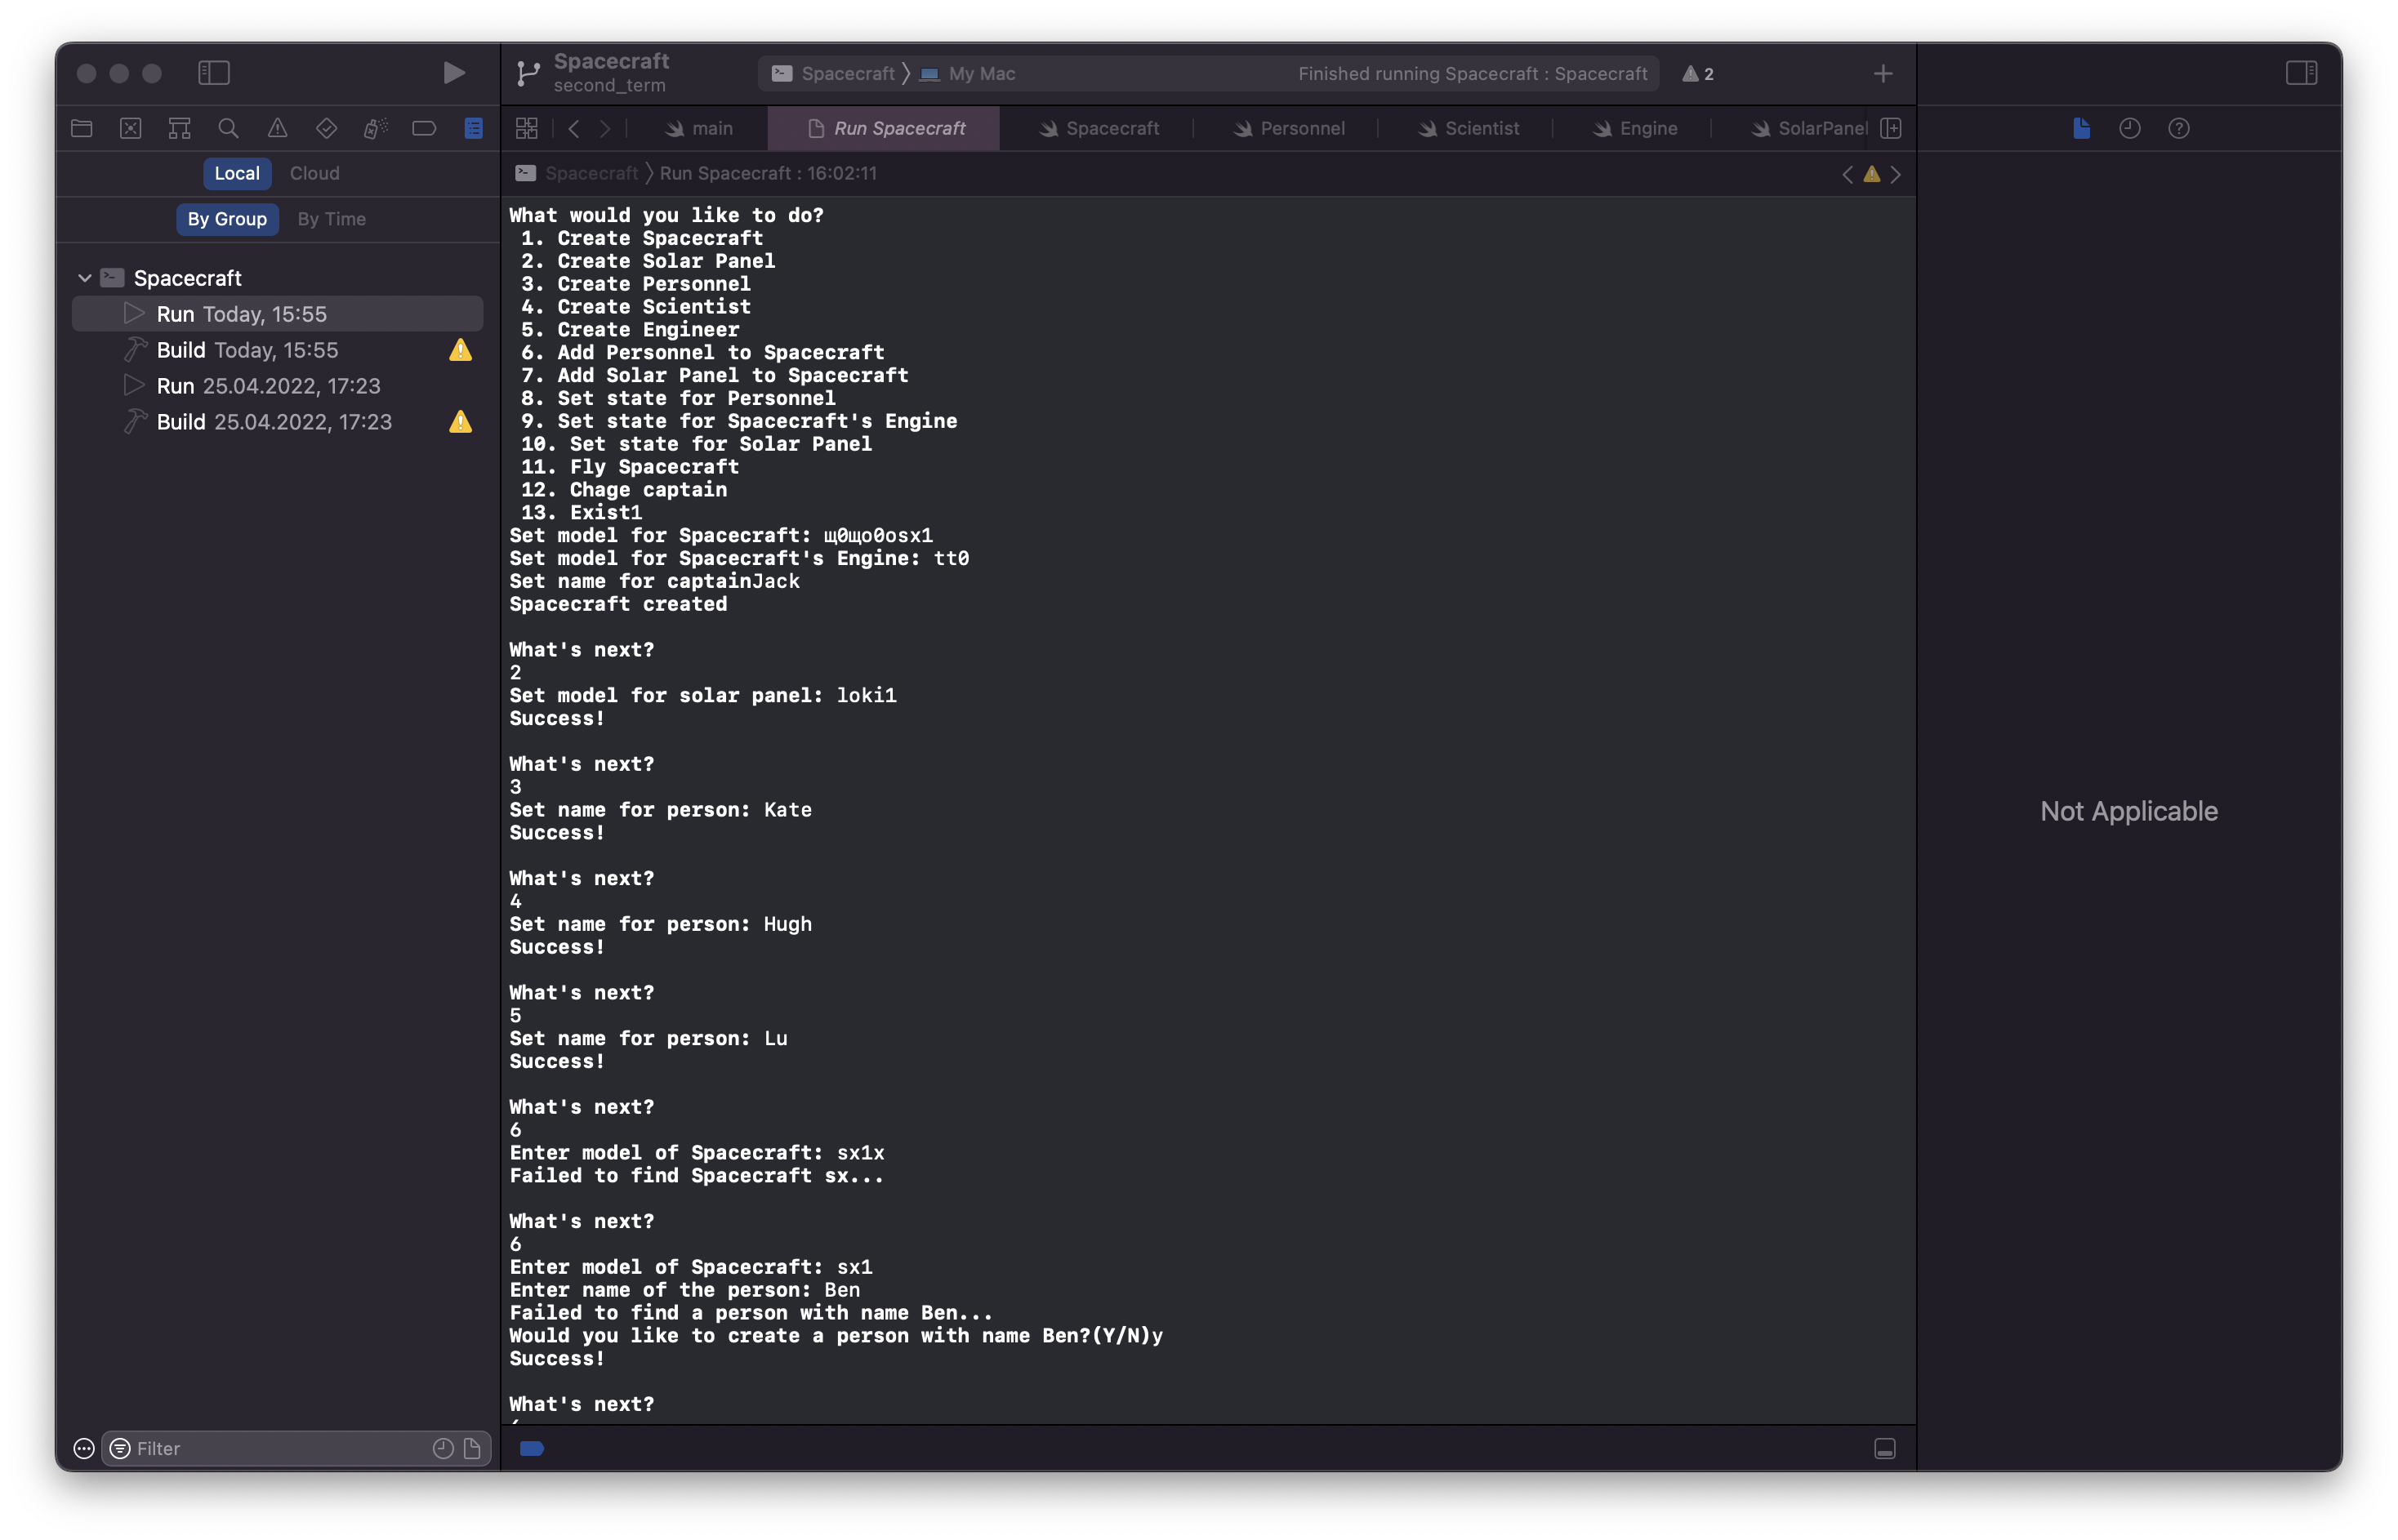 Spacecraft
second_term
Spacecraft
My Mac
Finished running Spacecraft : Spacecraft
2
main
Run Spacecraft
Spacecraft
Personnel
Scientist
Engine
SolarPanel
Local
Cloud
Spacecraft
Run Spacecraft : 16:02:11
By Group
By Time
Spacecraft
Run Today, 15:55
Build Today, 15:55
Run 25.04.2022, 17:23
Build 25.04.2022, 17:23
What would you like to do?
1. Create Spacecraft
2. Create Solar Panel
3. Create Personnel
4. Create Scientist
5. Create Engineer
6. Add Personnel to Spacecraft
7. Add Solar Panel to Spacecraft
8. Set state for Personnel
9. Set state for Spacecraft's Engine
10. Set state for Solar Panel
11. Fly Spacecraft
12. Chage captain
13. Exist1
Set model for Spacecraft: щ0що0osx1
Set model for Spacecraft's Engine: tt0
Set name for captainJack
Spacecraft created
What's next?
2
Set model for solar panel: loki1
Success!
What's next?
3
Set name for person: Kate
Success!
What's next?
4
Set name for person: Hugh
Success!
What's next?
5
Set name for person: Lu
Success!
What's next?
6
Enter model of Spacecraft: sx1x
Failed to find Spacecraft sx...
What's next?
6
Enter model of Spacecraft: sx1
Enter name of the person: Ben
Failed to find a person with name Ben...
Would you like to create a person with name Ben?(Y/N)y
Success!
What's next?
Not Applicable
Filter